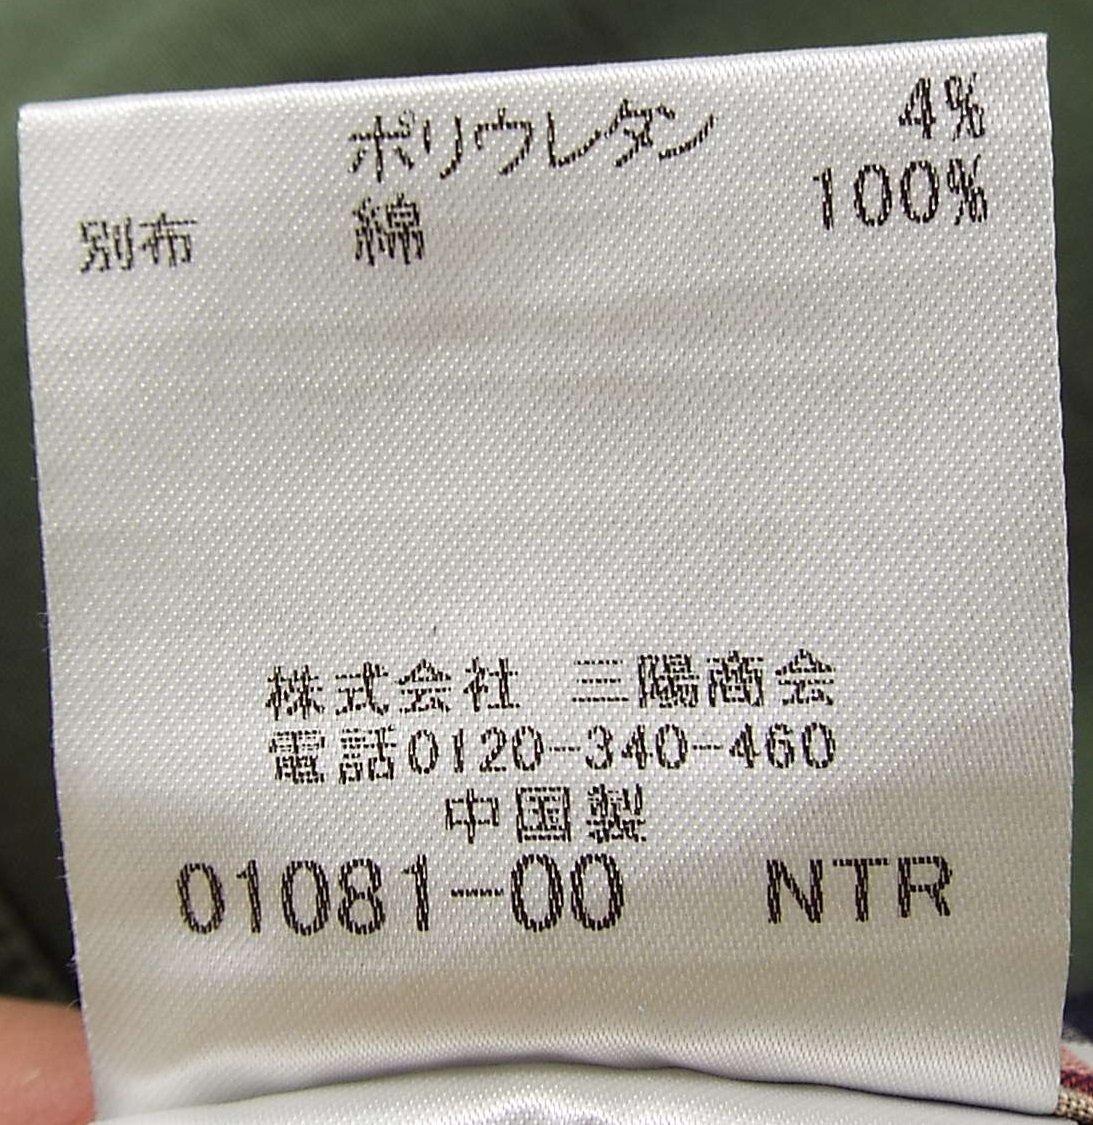 ポリウレタン 4%
別布 綿 100%
株式会社 三陽商会
電話0120-340-460
中国製
01081-00 NTR